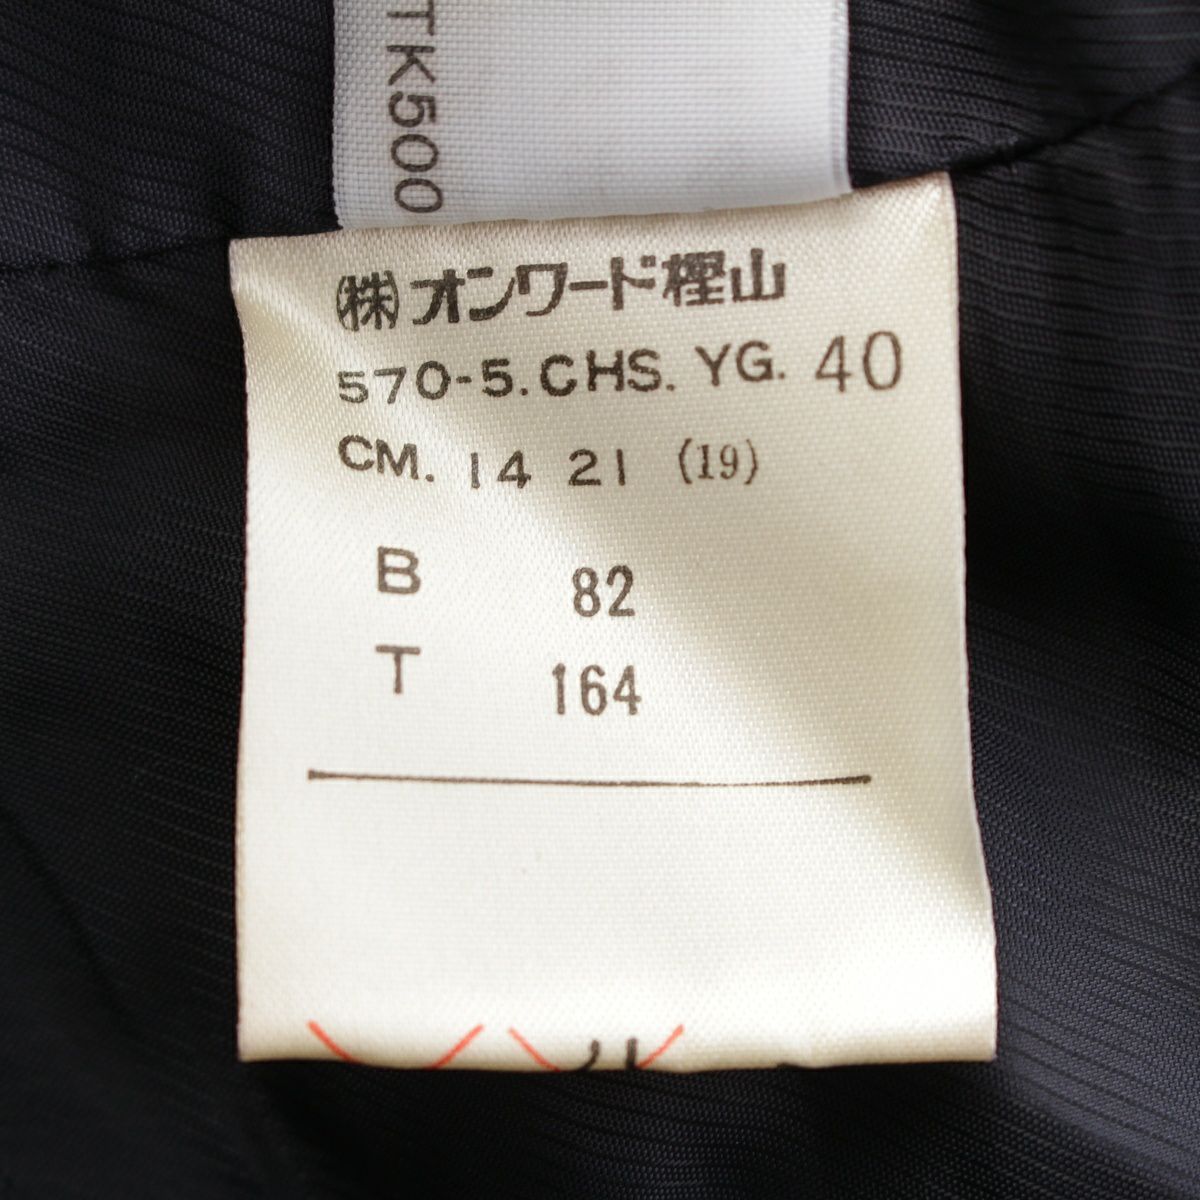 TK500
(株)オンワード樫山
570-5.CHS.YG. 40
CM. 14 21 (19)
B 82
T 164